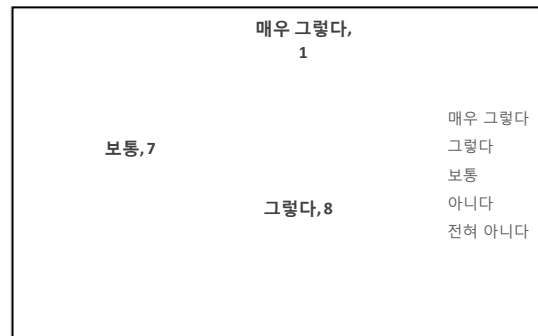 매우 그렇다,
1
보통, 7
그렇다, 8
매우 그렇다
그렇다
보통
아니다
전혀 아니다